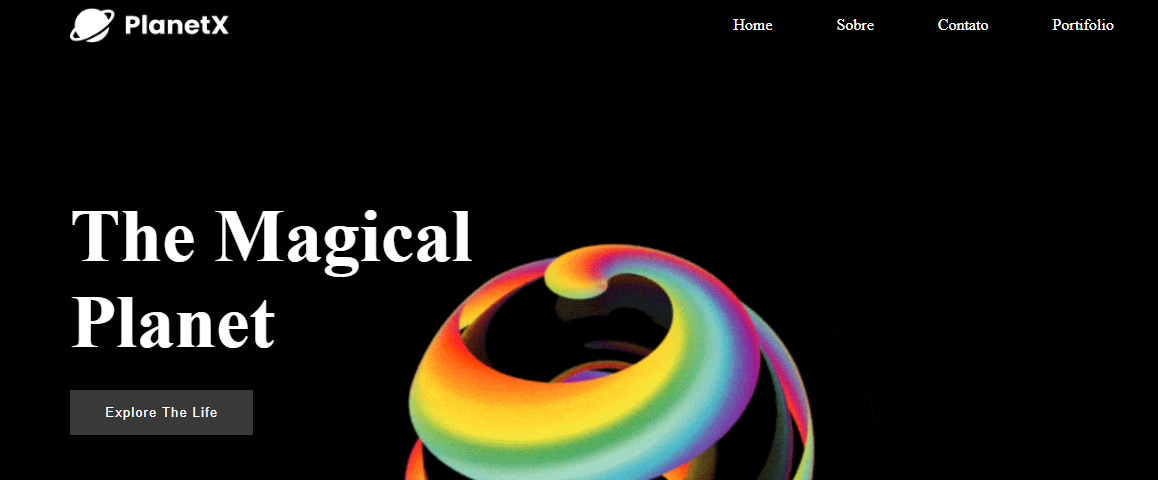 PlanetX
Home Sobre Contato Portifolio
The Magical
Planet
Explore The Life